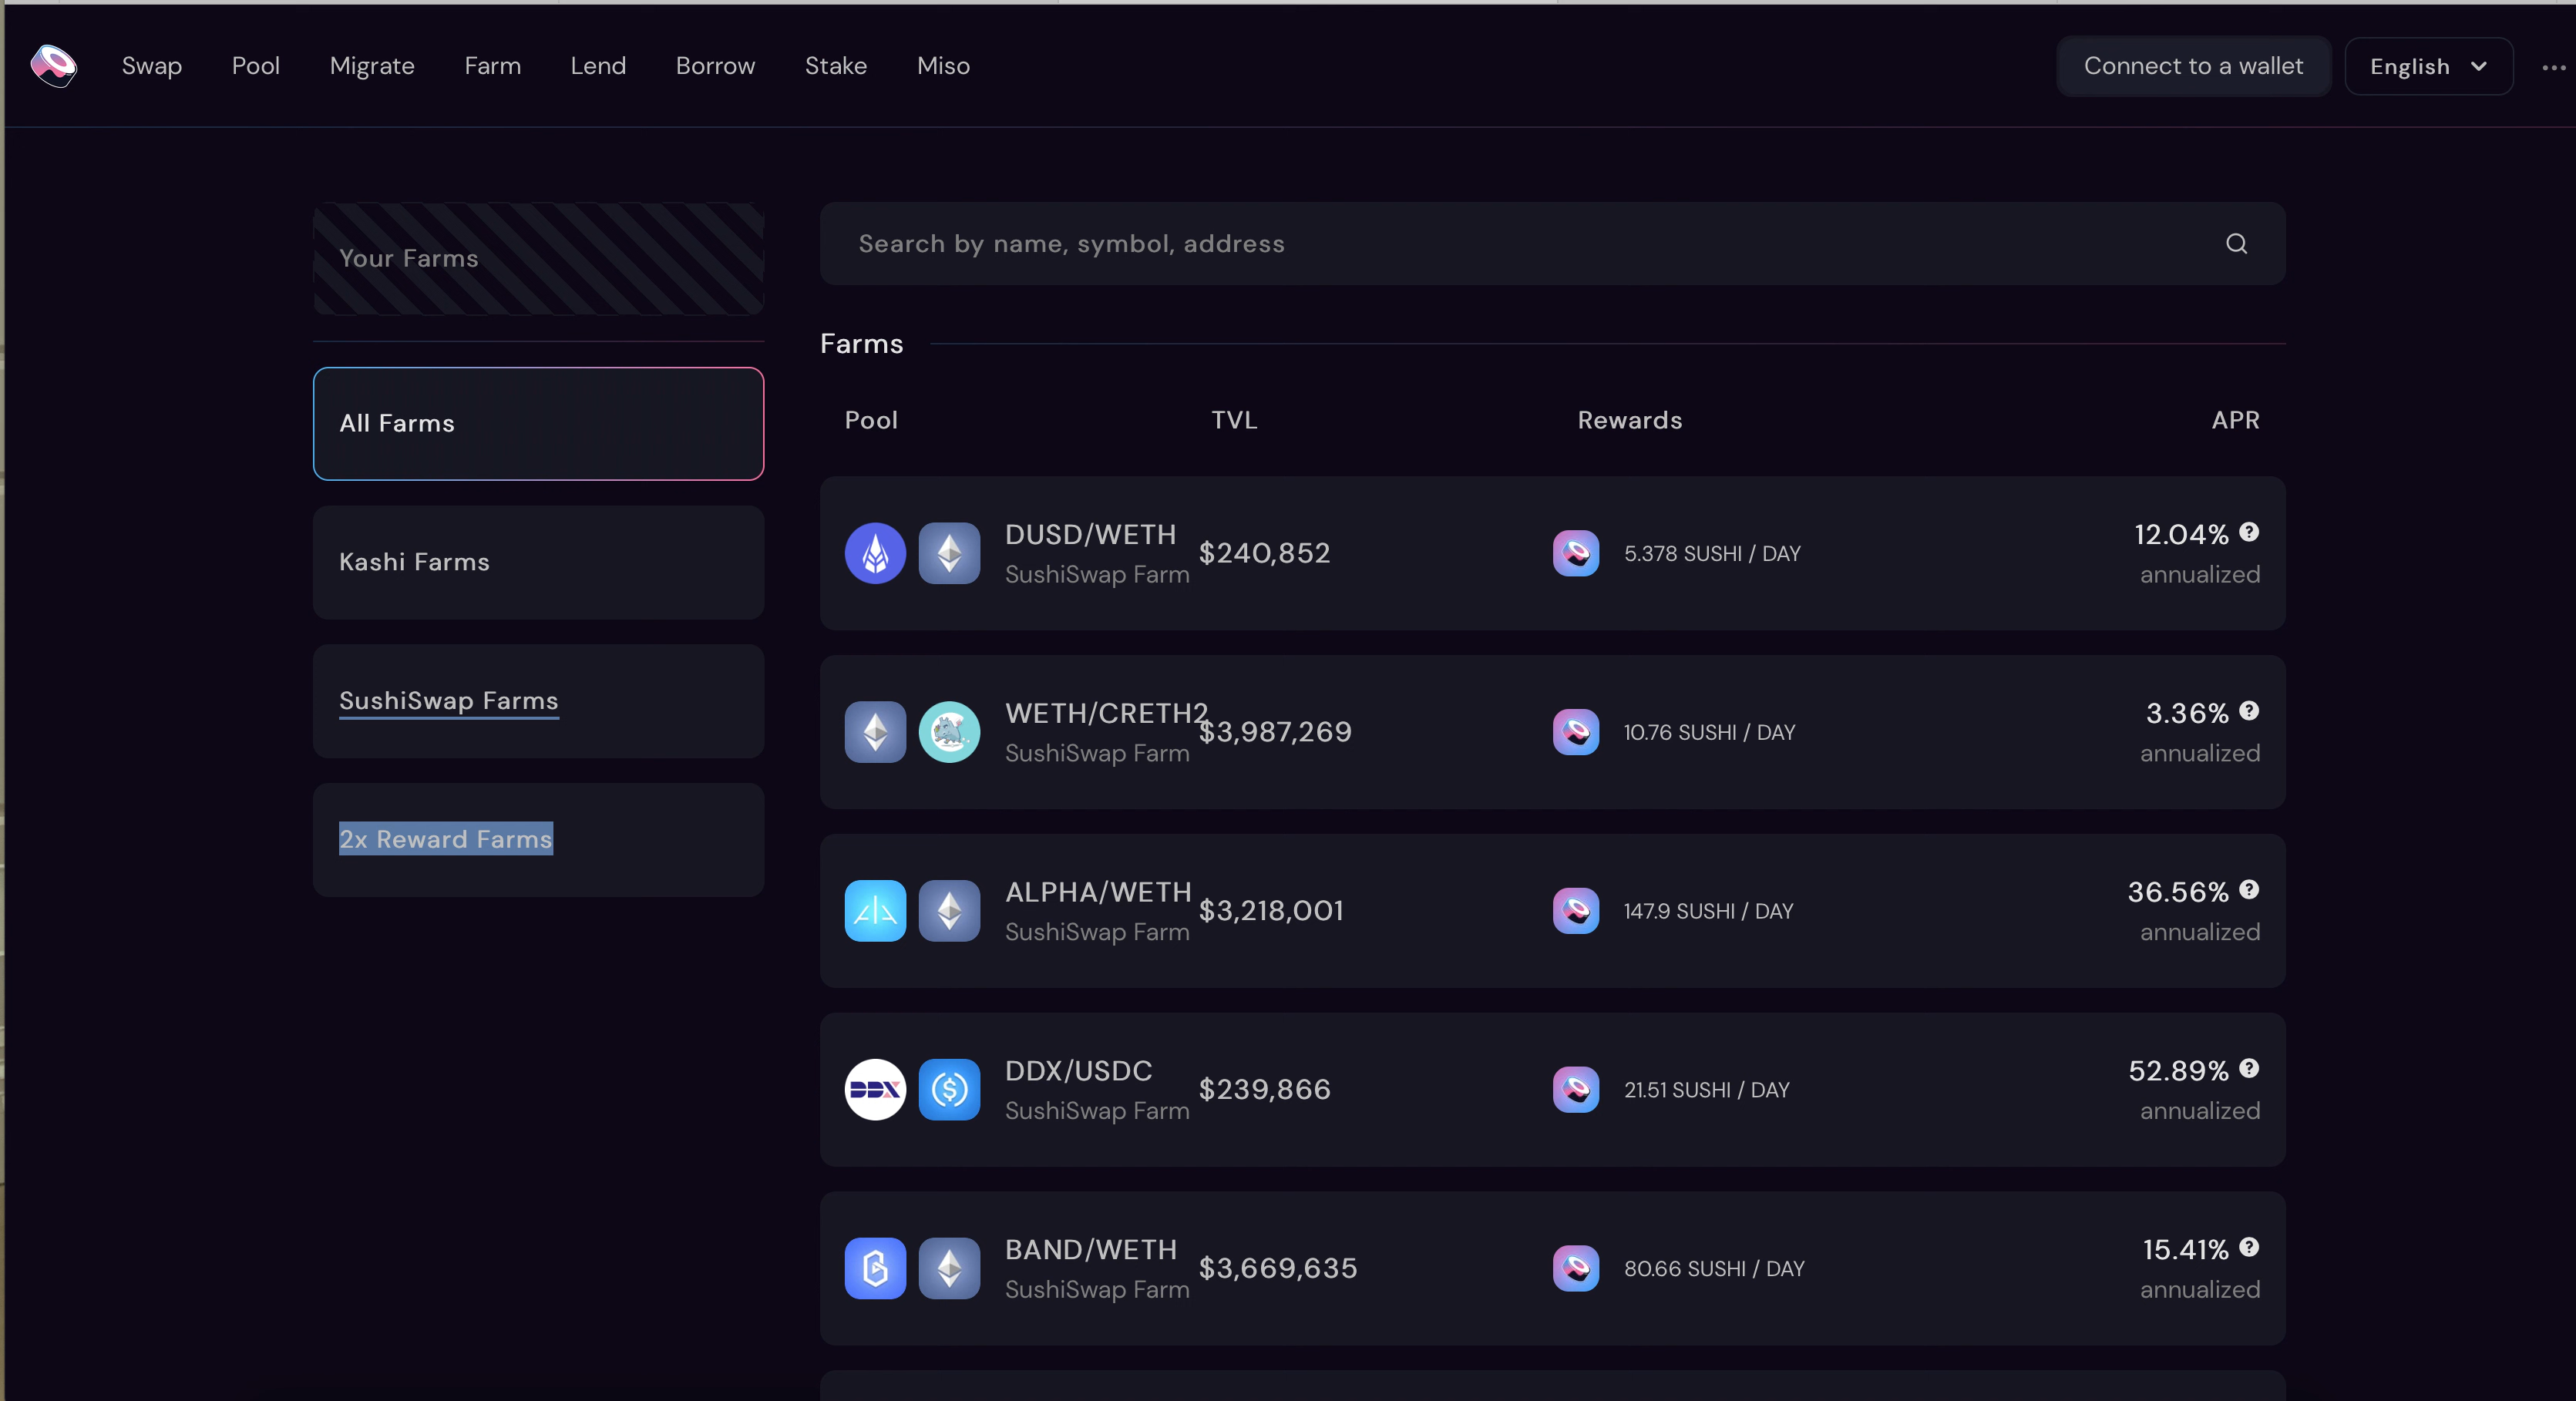 Swap Pool Migrate Farm Lend Borrow Stake Miso Connect to a wallet English
Your Farms
All Farms
Kashi Farms
SushiSwap Farms
2x Reward Farms
Search by name, symbol, address
Farms
Pool TVL Rewards APR
DUSD/WETH
SushiSwap Farm
$240,852
5.378 SUSHI / DAY
12.04%
annualized
WETH/CRETH2
SushiSwap Farm
$3,987,269
10.76 SUSHI / DAY
3.36%
annualized
ALPHA/WETH
SushiSwap Farm
$3,218,001
147.9 SUSHI / DAY
36.56%
annualized
DDX
DDX/USDC
SushiSwap Farm
$239,866
21.51 SUSHI / DAY
52.89%
annualized
BAND/WETH
SushiSwap Farm
$3,669,635
80.66 SUSHI / DAY
15.41%
annualized